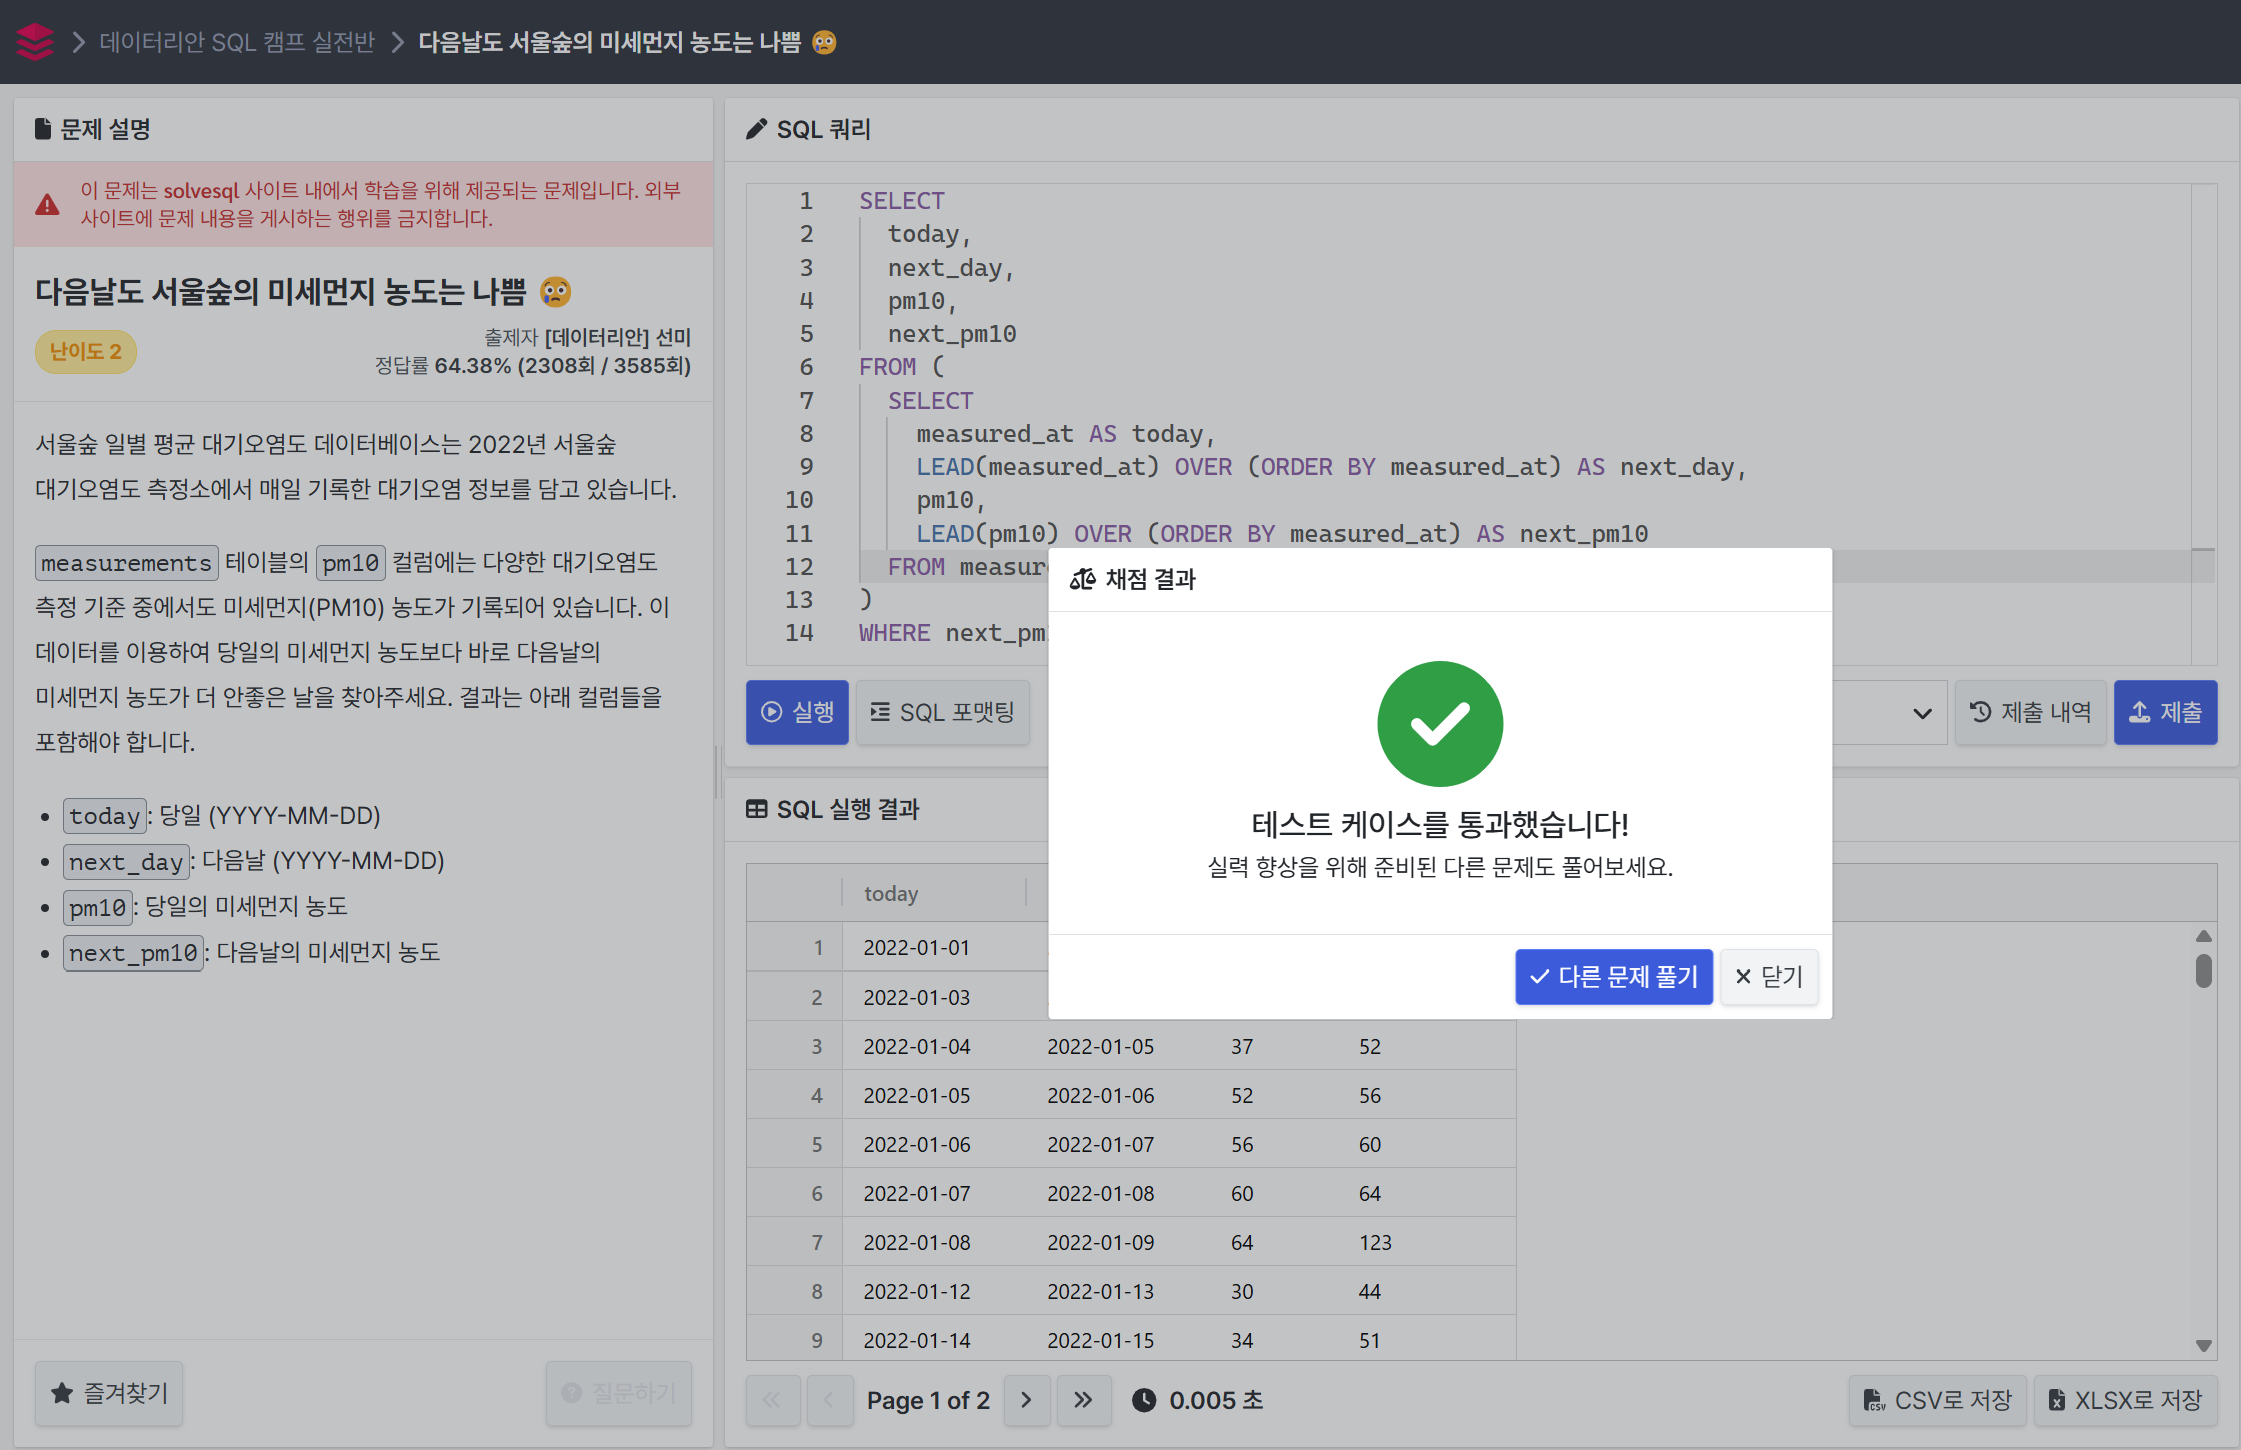 데이터리안 SQL 캠프 실전반
다음날도 서울숲의 미세먼지 농도는 나쁨 😢
문제 설명
이 문제는 solvesql 사이트 내에서 학습을 위해 제공되는 문제입니다. 외부
사이트에 문제 내용을 게시하는 행위를 금지합니다.
다음날도 서울숲의 미세먼지 농도는 나쁨 😢
난이도 2
출제자 [데이터리안] 선미
정답률 64.38% (2308회 / 3585회)
서울숲 일별 평균 대기오염도 데이터베이스는 2022년 서울숲
대기오염도 측정소에서 매일 기록한 대기오염 정보를 담고 있습니다.
measurements 테이블의 pm10 컬럼에는 다양한 대기오염도
측정 기준 중에서도 미세먼지(PM10) 농도가 기록되어 있습니다. 이
데이터를 이용하여 당일의 미세먼지 농도보다 바로 다음날의
미세먼지 농도가 더 안좋은 날을 찾아주세요. 결과는 아래 컬럼들을
포함해야 합니다.
• today: 당일 (YYYY-MM-DD)
• next_day: 다음날 (YYYY-MM-DD)
• pm10: 당일의 미세먼지 농도
• next_pm10: 다음날의 미세먼지 농도
즐겨찾기
질문하기
SQL 쿼리
1 SELECT
2 today,
3 next_day,
4 pm10,
5 next_pm10
6 FROM (
7 SELECT
8 measured_at AS today,
9 LEAD(measured_at) OVER (ORDER BY measured_at) AS next_day,
10 pm10,
11 LEAD(pm10) OVER (ORDER BY measured_at) AS next_pm10
12 FROM measur
13 )
14 WHERE next_pm
실행
SQL 포맷팅
제출 내역
제출
채점 결과
테스트 케이스를 통과했습니다!
실력 향상을 위해 준비된 다른 문제도 풀어보세요.
다른 문제 풀기
닫기
SQL 실행 결과
today
1 2022-01-01
2 2022-01-03
3 2022-01-04 2022-01-05 37 52
4 2022-01-05 2022-01-06 52 56
5 2022-01-06 2022-01-07 56 60
6 2022-01-07 2022-01-08 60 64
7 2022-01-08 2022-01-09 64 123
8 2022-01-12 2022-01-13 30 44
9 2022-01-14 2022-01-15 34 51
Page 1 of 2
0.005 초
CSV로 저장
XLSX로 저장